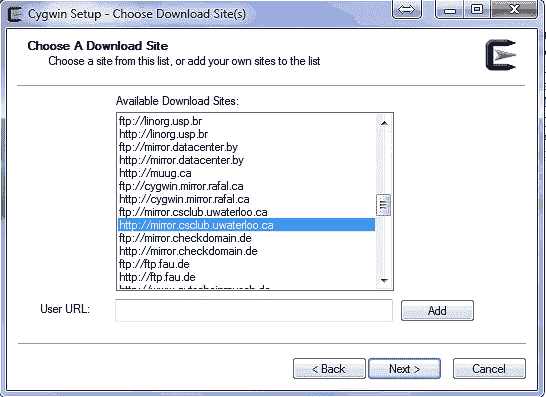 Cygwin Setup - Choose Download Site(s)
Choose A Download Site
Choose a site from this list, or add your own sites to the list
Available Download Sites:
ftp://linorg.usp.br
http://linorg.usp.br
ftp://mirror.datacenter.by
http://mirror.datacenter.by
http://muug.ca
ftp://cygwin.mirror.rafal.ca
http://cygwin.mirror.rafal.ca
ftp://mirror.csclub.uwaterloo.ca
http://mirror.csclub.uwaterloo.ca
ftp://mirror.checkdomain.de
http://mirror.checkdomain.de
ftp://ftp.fau.de
http://ftp.fau.de
User URL:
Add
< Back
Next >
Cancel